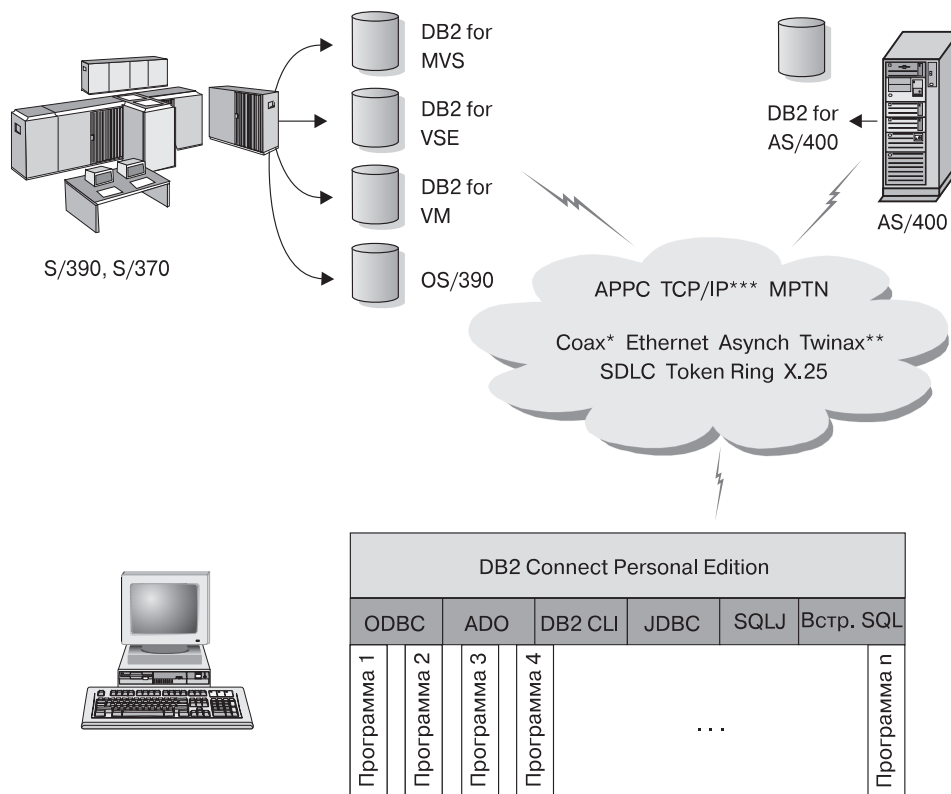 DB2 for
MVS
DB2 for
VSE
DB2 for
VM
OS/390
S/390, S/370
DB2 for
AS/400
AS/400
APPC TCP/IP*** MPTN
Coax* Ethernet Asynch Twinax**
SDLC Token Ring X.25
DB2 Connect Personal Edition
ODBC ADO DB2 CLI JDBC SQLJ Встр. SQL
Программа 1
Программа 2
Программа 3
Программа 4
...
Программа n